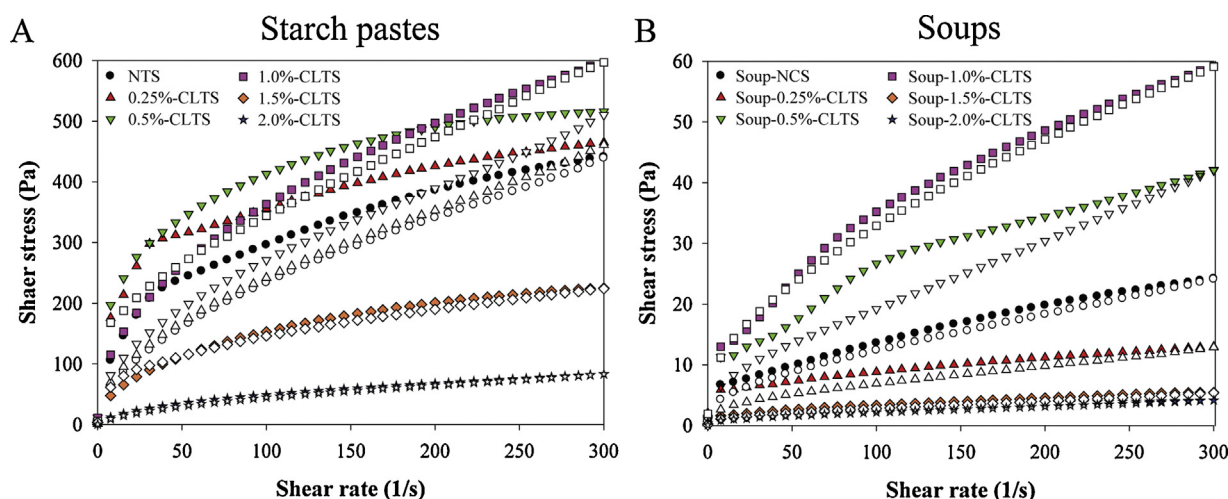 A
Starch pastes
600
500
400
300
200
100
0
Shaer stress (Pa)
NTS
0.25%-CLTS
0.5%-CLTS
1.0%-CLTS
1.5%-CLTS
2.0%-CLTS
0 50 100 150 200 250 300
Shear rate (1/s)
B
Soups
60
50
40
30
20
10
0
Shear stress (Pa)
Soup-NCS
Soup-0.25%-CLTS
Soup-0.5%-CLTS
Soup-1.0%-CLTS
Soup-1.5%-CLTS
Soup-2.0%-CLTS
0 50 100 150 200 250 300
Shear rate (1/s)